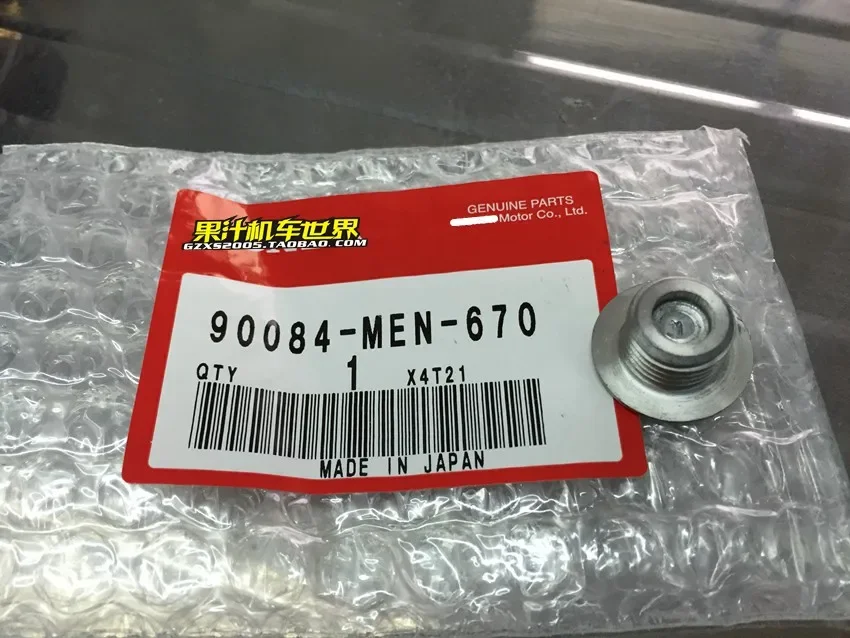 GENUINE PARTS
Motor Co., Ltd.
果汁机车世界
GZXS2005.TAOBAO.COM
90084-MEN-670
QTY 1 X4T21
MADE IN JAPAN